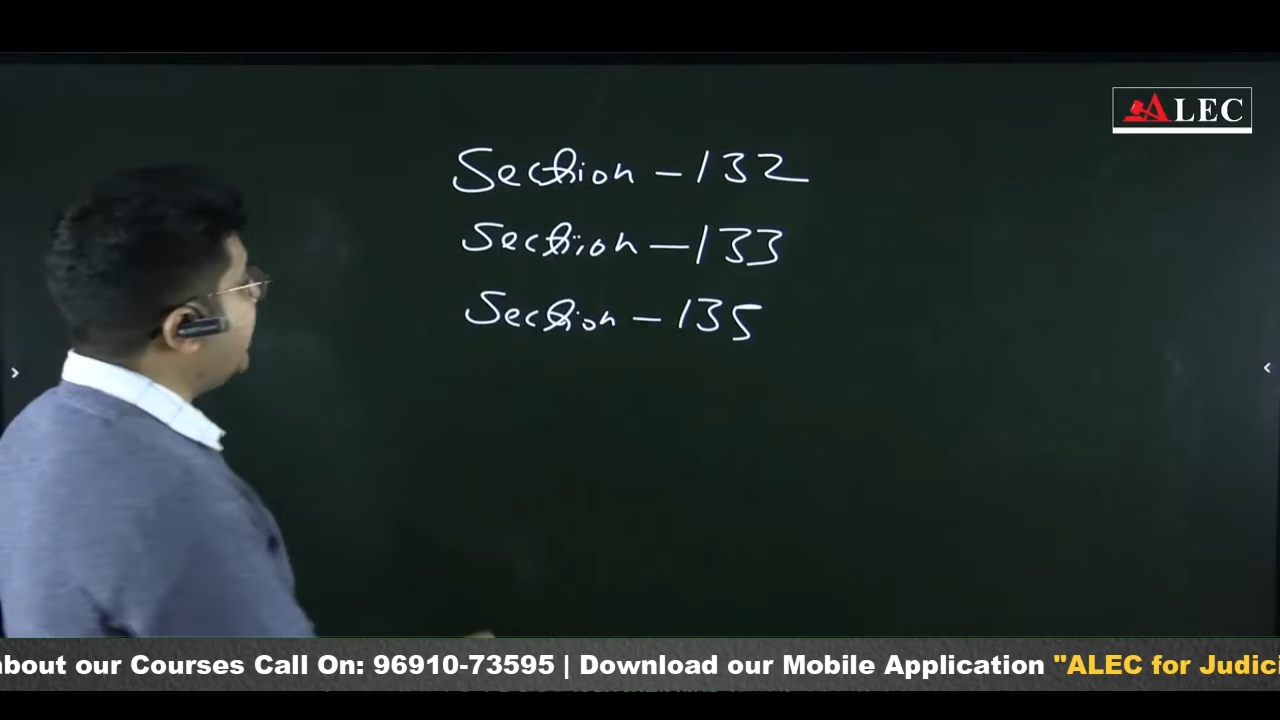 ALEC
Section - 132
Section - 133
Section - 135
about our Courses Call On: 96910-73595 | Download our Mobile Application "ALEC for Judici